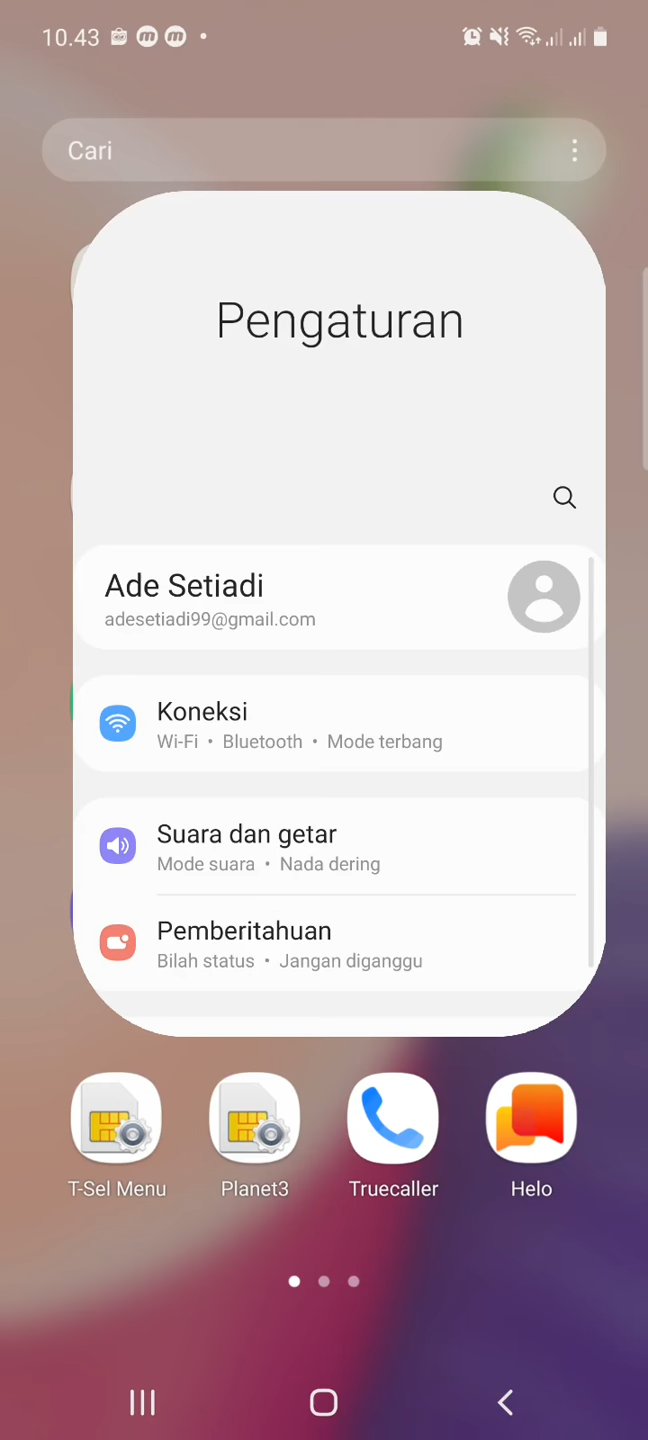 10.43
Cari
Pengaturan
Ade Setiadi
adesetiadi99@gmail.com
Koneksi
Wi-Fi • Bluetooth • Mode terbang
Suara dan getar
Mode suara • Nada dering
Pemberitahuan
Bilah status • Jangan diganggu
T-Sel Menu
Planet3
Truecaller
Helo